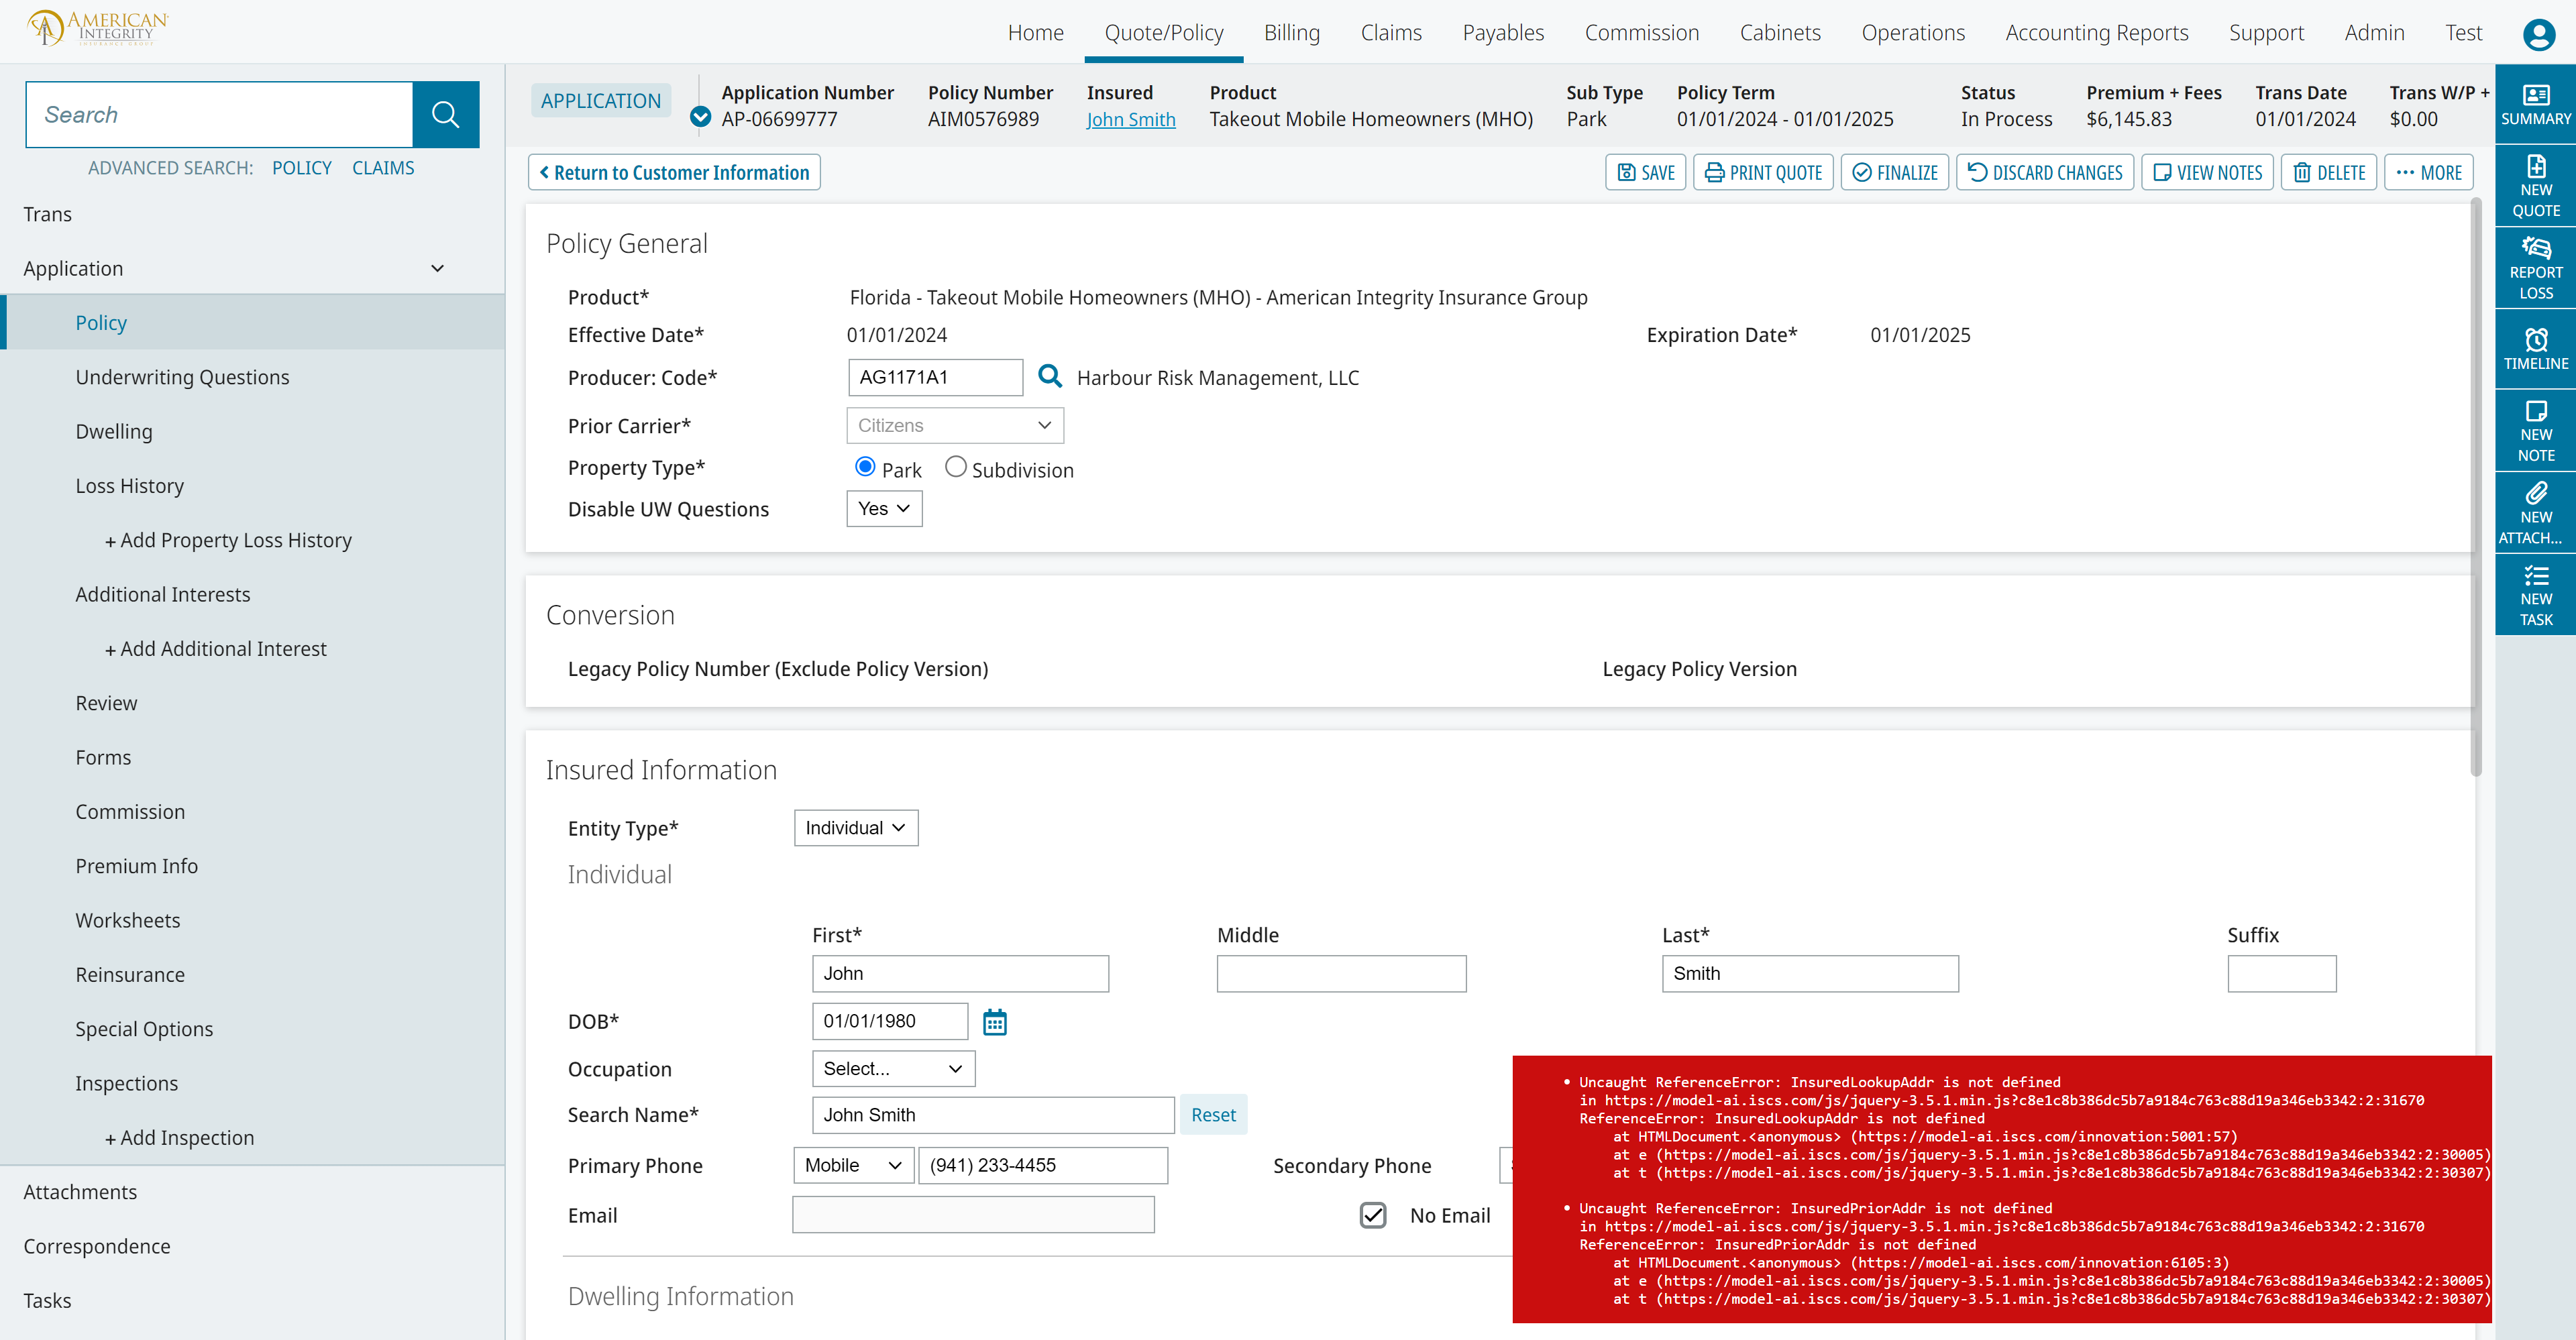 AMERICAN
INTEGRITY
INSURANCE GROUP
Home Quote/Policy Billing Claims Payables Commission Cabinets Operations Accounting Reports Support Admin Test
Search
ADVANCED SEARCH: POLICY CLAIMS
Trans
Application
Policy
Underwriting Questions
Dwelling
Loss History
+ Add Property Loss History
Additional Interests
+ Add Additional Interest
Review
Forms
Commission
Premium Info
Worksheets
Reinsurance
Special Options
Inspections
+ Add Inspection
Attachments
Correspondence
Tasks
APPLICATION
Application Number Policy Number Insured Product Sub Type Policy Term Status Premium + Fees Trans Date Trans W/P +
AP-06699777 AIM0576989 John Smith Takeout Mobile Homeowners (MHO) Park 01/01/2024 - 01/01/2025 In Process $6,145.83 01/01/2024 $0.00
Return to Customer Information
SAVE PRINT QUOTE FINALIZE DISCARD CHANGES VIEW NOTES DELETE MORE
Policy General
Product* Florida - Takeout Mobile Homeowners (MHO) - American Integrity Insurance Group
Effective Date* 01/01/2024 Expiration Date* 01/01/2025
Producer: Code* AG1171A1 Harbour Risk Management, LLC
Prior Carrier* Citizens
Property Type* Park Subdivision
Disable UW Questions Yes
Conversion
Legacy Policy Number (Exclude Policy Version) Legacy Policy Version
Insured Information
Entity Type* Individual
Individual
First* Middle Last* Suffix
John Smith
DOB* 01/01/1980
Occupation Select...
Search Name* John Smith Reset
Primary Phone Mobile (941) 233-4455 Secondary Phone
Email No Email
Dwelling Information
• Uncaught ReferenceError: InsuredLookupAddr is not defined
in https://model-ai.iscs.com/js/jquery-3.5.1.min.js?c8e1c8b386dc5b7a9184c763c88d19a346eb3342:2:31670
ReferenceError: InsuredLookupAddr is not defined
at HTMLDocument.<anonymous> (https://model-ai.iscs.com/innovation:5001:57)
at e (https://model-ai.iscs.com/js/jquery-3.5.1.min.js?c8e1c8b386dc5b7a9184c763c88d19a346eb3342:2:30005)
at t (https://model-ai.iscs.com/js/jquery-3.5.1.min.js?c8e1c8b386dc5b7a9184c763c88d19a346eb3342:2:30307)
• Uncaught ReferenceError: InsuredPriorAddr is not defined
in https://model-ai.iscs.com/js/jquery-3.5.1.min.js?c8e1c8b386dc5b7a9184c763c88d19a346eb3342:2:31670
ReferenceError: InsuredPriorAddr is not defined
at HTMLDocument.<anonymous> (https://model-ai.iscs.com/innovation:6105:3)
at e (https://model-ai.iscs.com/js/jquery-3.5.1.min.js?c8e1c8b386dc5b7a9184c763c88d19a346eb3342:2:30005)
at t (https://model-ai.iscs.com/js/jquery-3.5.1.min.js?c8e1c8b386dc5b7a9184c763c88d19a346eb3342:2:30307)
SUMMARY
NEW
QUOTE
REPORT
LOSS
TIMELINE
NEW
NOTE
NEW
ATTACH...
NEW
TASK